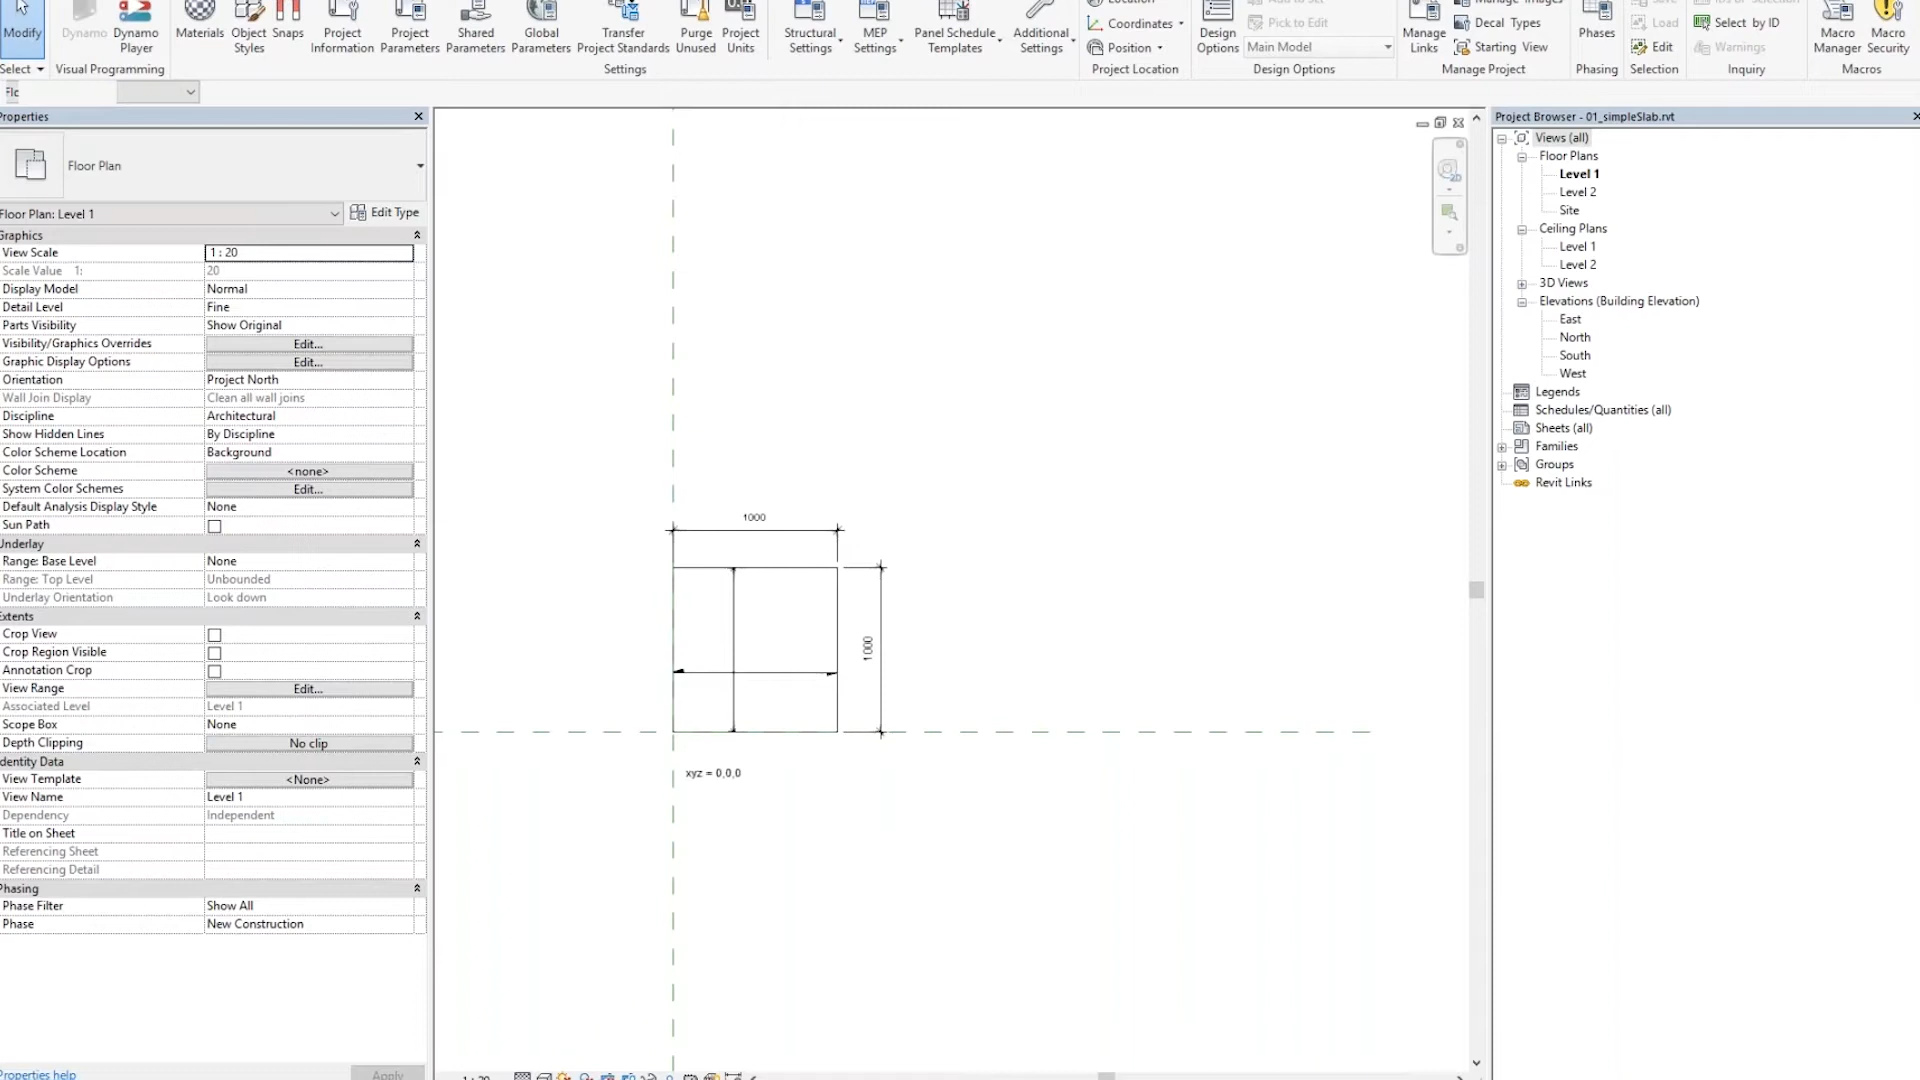 Modify
Dynamo
Dynamo Player
Materials
Object Styles
Snaps
Project Information
Project Parameters
Shared Parameters
Global Parameters
Transfer Project Standards
Purge Unused
Project Units
Structural Settings
MEP Settings
Panel Schedule Templates
Additional Settings
Coordinates
Position
Design Options
Pick to Edit
Main Model
Manage Links
Decal Types
Starting View
Phases
Load
Edit
Select by ID
Warnings
Macro Manager
Macro Security
Select
Visual Programming
Settings
Project Location
Design Options
Manage Project
Phasing
Selection
Inquiry
Macros
Properties
Floor Plan
Floor Plan: Level 1
Edit Type
Graphics
View Scale 1 : 20
Scale Value 1: 20
Display Model Normal
Detail Level Fine
Parts Visibility Show Original
Visibility/Graphics Overrides Edit...
Graphic Display Options Edit...
Orientation Project North
Wall Join Display Clean all wall joins
Discipline Architectural
Show Hidden Lines By Discipline
Color Scheme Location Background
Color Scheme <none>
System Color Schemes Edit...
Default Analysis Display Style None
Sun Path
Underlay
Range: Base Level None
Range: Top Level Unbounded
Underlay Orientation Look down
Extents
Crop View
Crop Region Visible
Annotation Crop
View Range Edit...
Associated Level Level 1
Scope Box None
Depth Clipping No clip
Identity Data
View Template <None>
View Name Level 1
Dependency Independent
Title on Sheet
Referencing Sheet
Referencing Detail
Phasing
Phase Filter Show All
Phase New Construction
Properties help
Apply
1000
1000
xyz = 0,0,0
Project Browser - 01_simpleSlab.rvt
Views (all)
Floor Plans
Level 1
Level 2
Site
Ceiling Plans
Level 1
Level 2
3D Views
Elevations (Building Elevation)
East
North
South
West
Legends
Schedules/Quantities (all)
Sheets (all)
Families
Groups
Revit Links